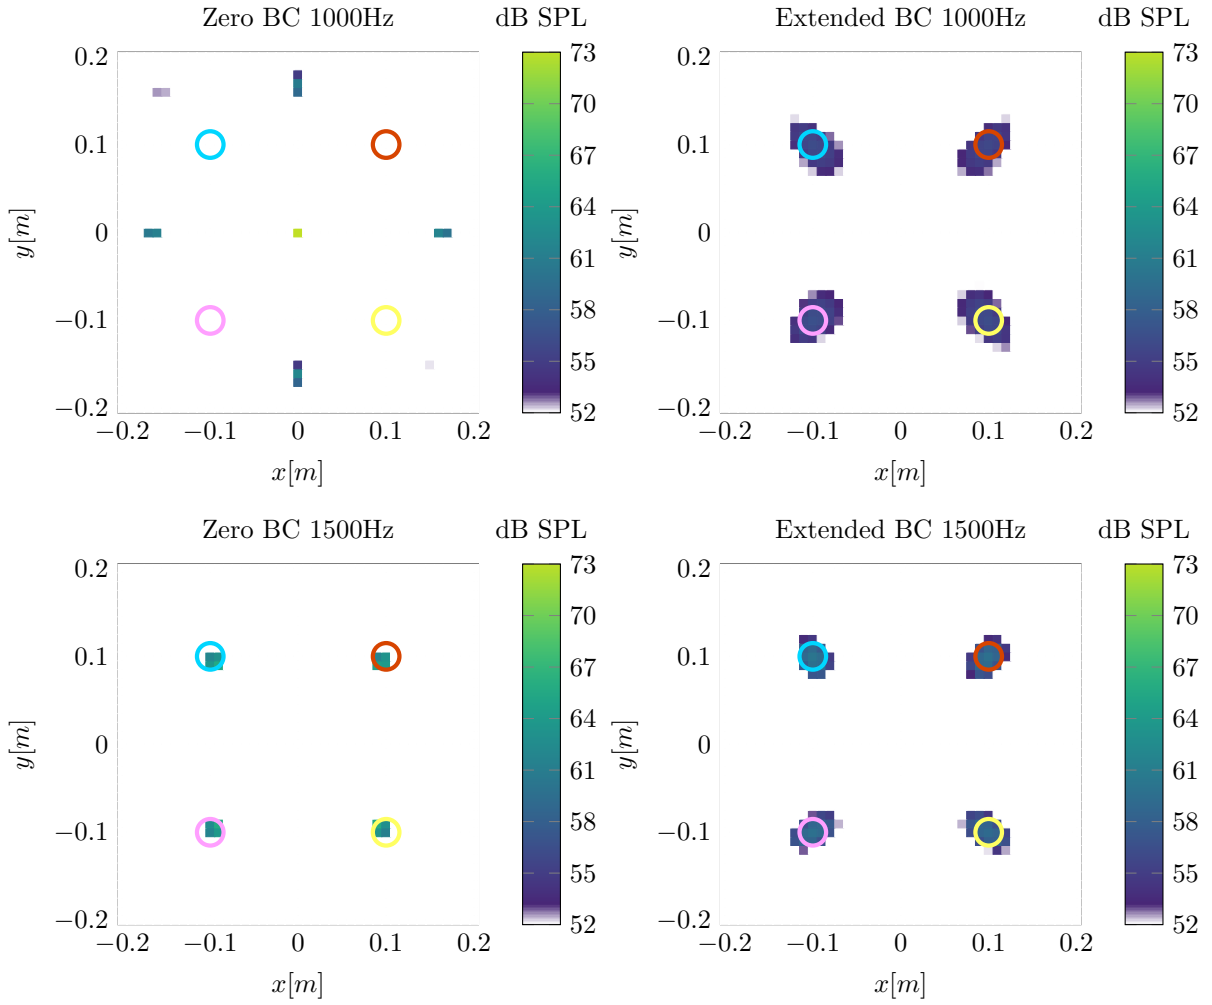 Zero BC 1000Hz
dB SPL
0.2
0.1
0
−0.1
−0.2
y[m]
−0.2 −0.1 0 0.1 0.2
x[m]
73
70
67
64
61
58
55
52
Extended BC 1000Hz
dB SPL
0.2
0.1
0
−0.1
−0.2
y[m]
−0.2 −0.1 0 0.1 0.2
x[m]
73
70
67
64
61
58
55
52
Zero BC 1500Hz
dB SPL
0.2
0.1
0
−0.1
−0.2
y[m]
−0.2 −0.1 0 0.1 0.2
x[m]
73
70
67
64
61
58
55
52
Extended BC 1500Hz
dB SPL
0.2
0.1
0
−0.1
−0.2
y[m]
−0.2 −0.1 0 0.1 0.2
x[m]
73
70
67
64
61
58
55
52